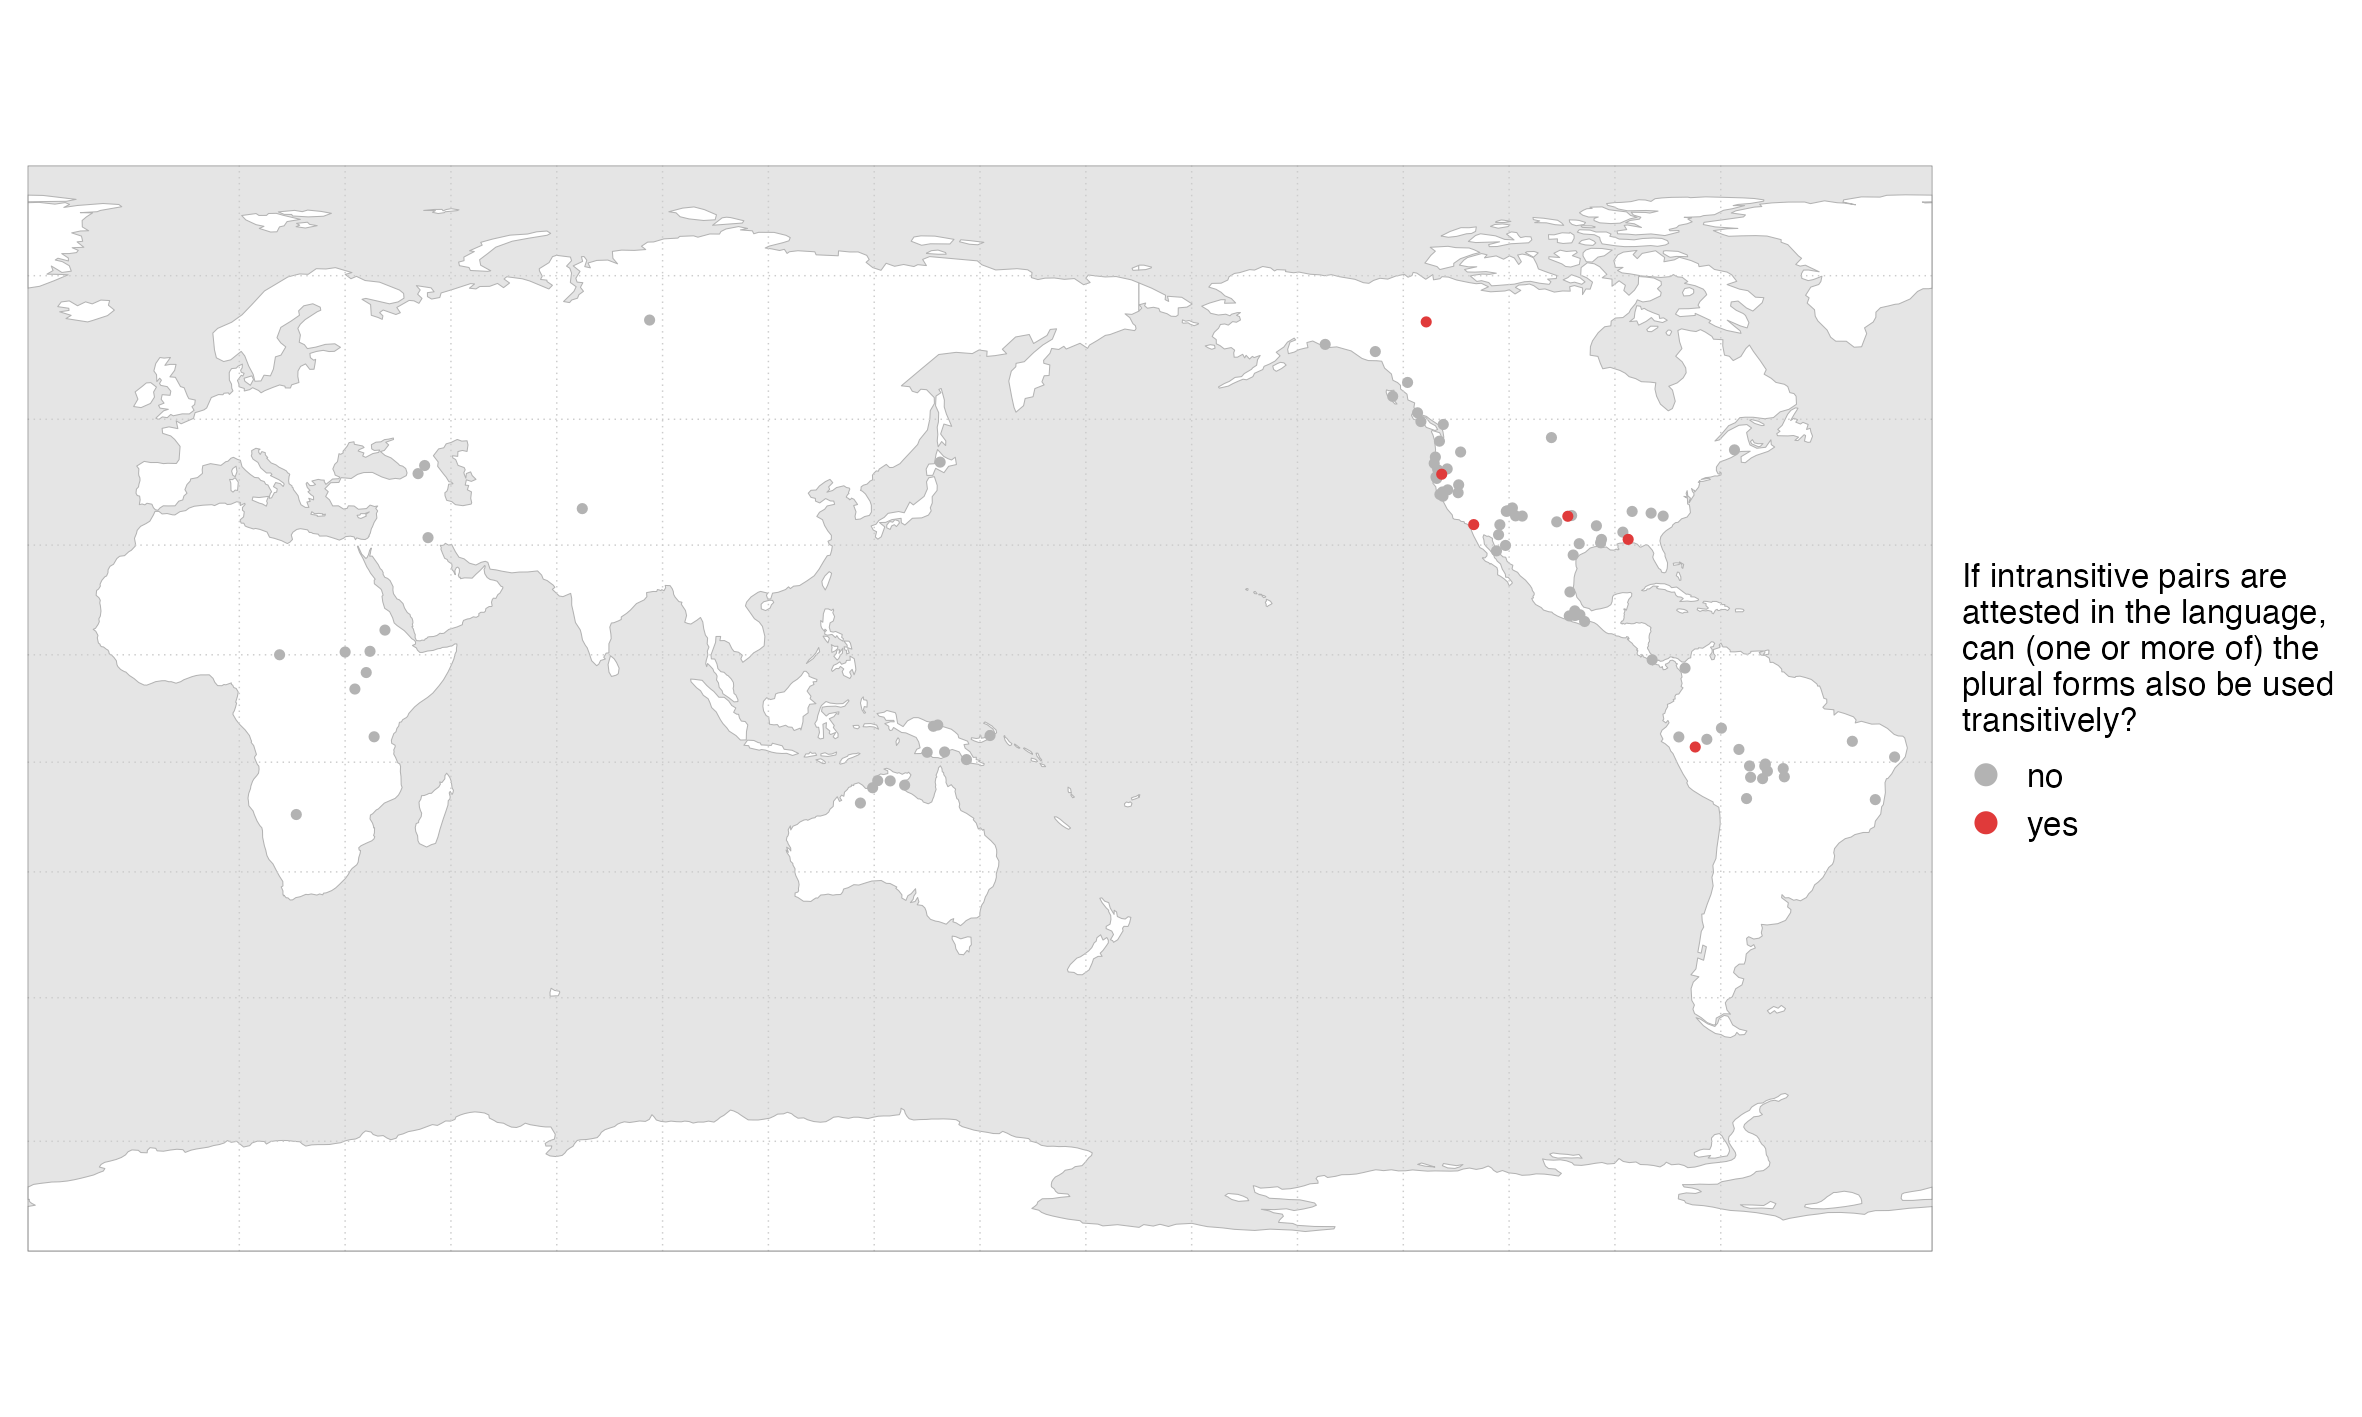 If intransitive pairs are
attested in the language,
can (one or more of) the
plural forms also be used
transitively?
no
yes